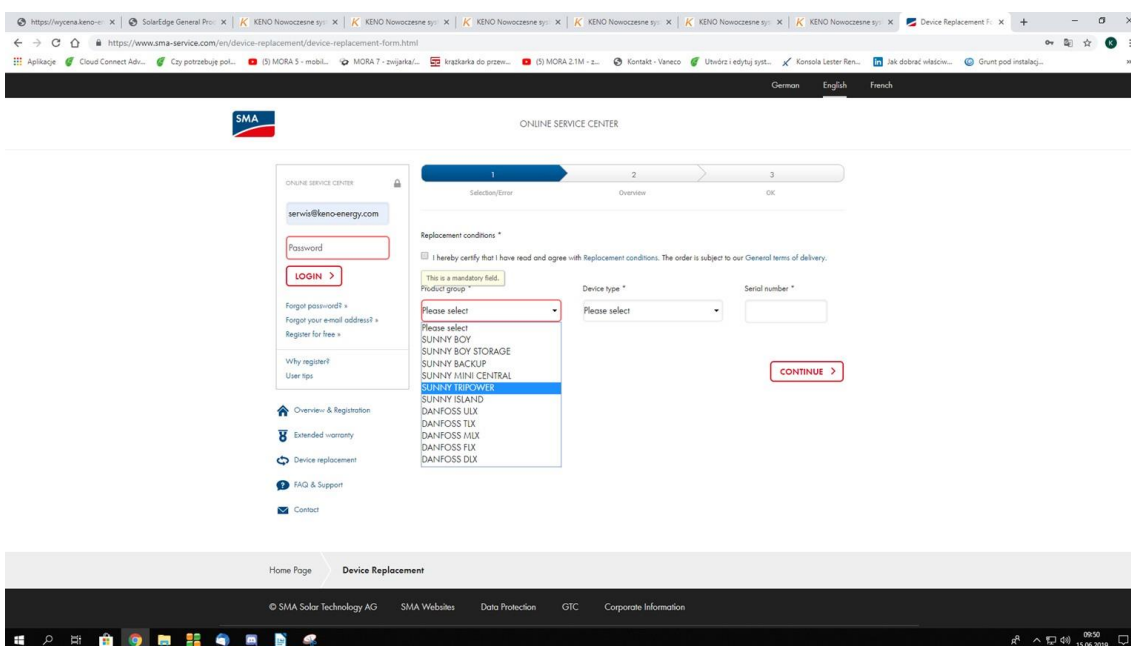 https://wycena.keno-en
SolarEdge General Proc
KENO Nowoczesne sys
KENO Nowoczesne sys
KENO Nowoczesne sys
KENO Nowoczesne sys
KENO Nowoczesne sys
KENO Nowoczesne sys
Device Replacement Fo
https://www.sma-service.com/en/device-replacement/device-replacement-form.html
K
Aplikacje
Cloud Connect Adv...
Czy potrzebuję poł...
(5) MORA 5 - mobil...
MORA 7 - zwijarka/...
krążkarka do przew...
(5) MORA 2.1M - z...
Kontakt - Vaneco
Utwórz i edytuj syst...
Konsola Lester Ren...
Jak dobrać właściw...
Grunt pod instalacj...
German English French
SMA
ONLINE SERVICE CENTER
ONLINE SERVICE CENTER
serwis@keno-energy.com
Password
LOGIN >
Forgot password? »
Forgot your e-mail address? »
Register for free »
Why register?
User tips
Overview & Registration
Extended warranty
Device replacement
FAQ & Support
Contact
1 2 3
Selection/Error Overview OK
Replacement conditions *
I hereby certify that I have read and agree with Replacement conditions. The order is subject to our General terms of delivery.
This is a mandatory field.
Product group * Device type * Serial number *
Please select Please select
Please select
SUNNY BOY
SUNNY BOY STORAGE
SUNNY BACKUP
SUNNY MINI CENTRAL
SUNNY TRIPOWER
SUNNY ISLAND
DANFOSS ULX
DANFOSS TLX
DANFOSS MLX
DANFOSS FLX
DANFOSS DLX
CONTINUE >
Home Page Device Replacement
© SMA Solar Technology AG SMA Websites Data Protection GTC Corporate Information
09:50
15.06.2019